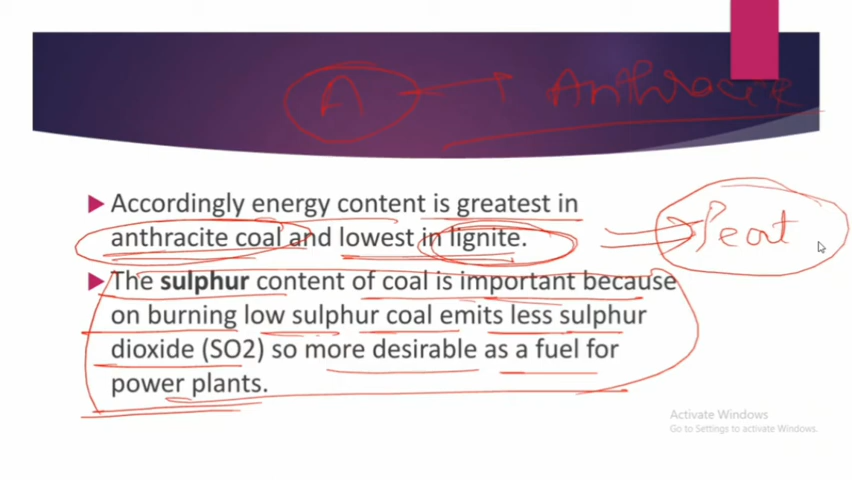 A Anthracite
▶ Accordingly energy content is greatest in
anthracite coal and lowest in lignite.
Peat
▶ The sulphur content of coal is important because
on burning low sulphur coal emits less sulphur
dioxide (SO2) so more desirable as a fuel for
power plants.
Activate Windows
Go to Settings to activate Windows.